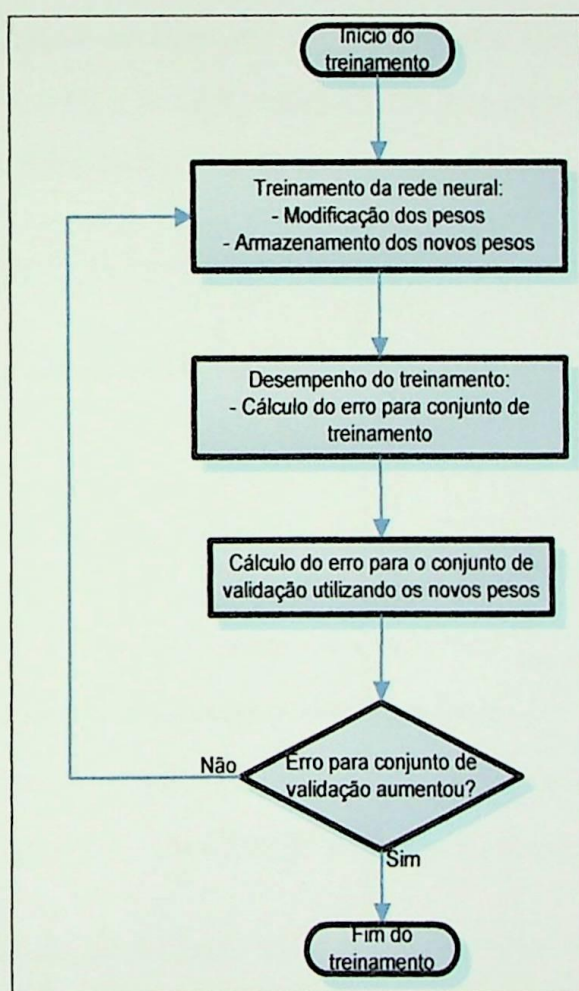 Início do
treinamento
Treinamento da rede neural:
- Modificação dos pesos
- Armazenamento dos novos pesos
Desempenho do treinamento:
- Cálculo do erro para conjunto de
treinamento
Cálculo do erro para o conjunto de
validação utilizando os novos pesos
Erro para conjunto de
validação aumentou?
Não
Sim
Fim do
treinamento